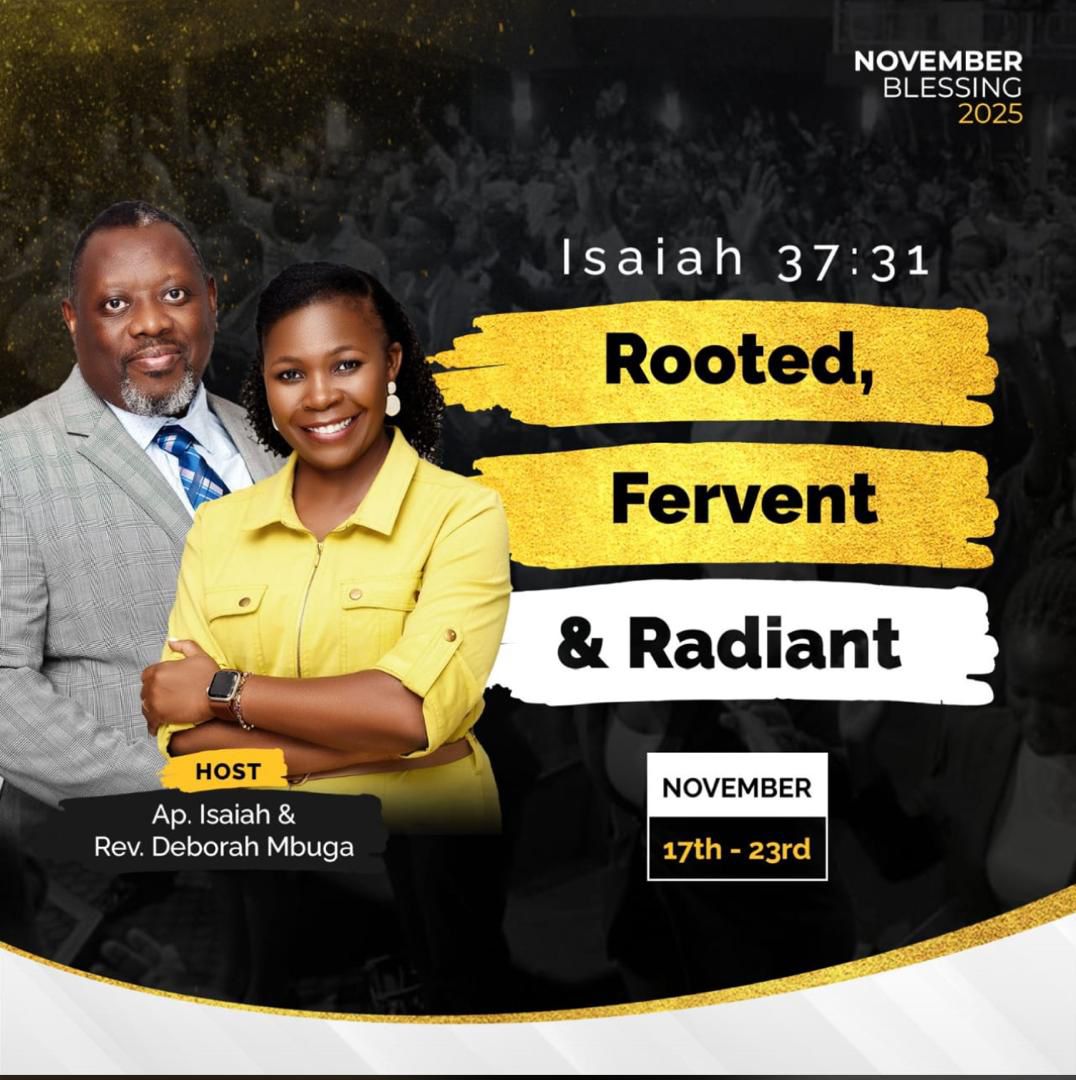 NOVEMBER
BLESSING
2025
Isaiah 37:31
Rooted,
Fervent
& Radiant
HOST
Ap. Isaiah &
Rev. Deborah Mbuga
NOVEMBER
17th - 23rd